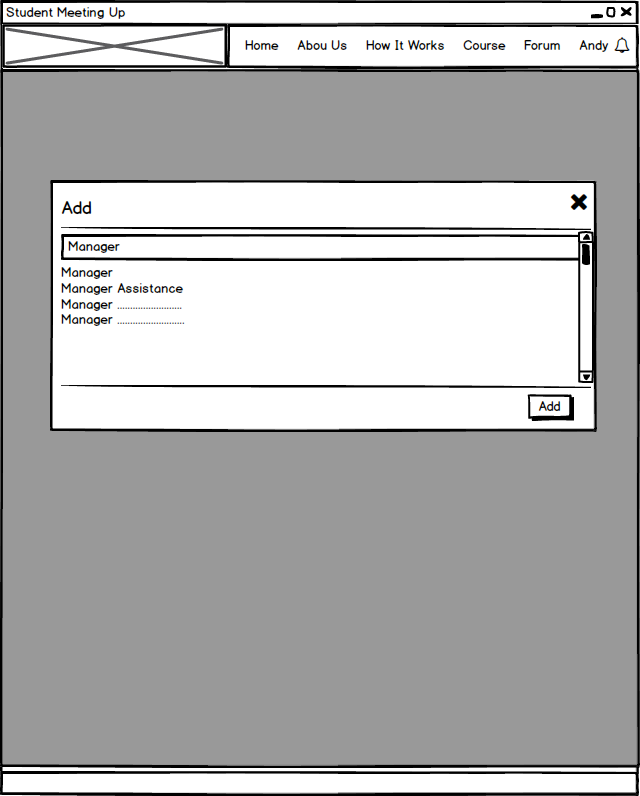 Student Meeting Up
Home Abou Us How It Works Course Forum Andy
Add
Manager
Manager
Manager Assistance
Manager ..........................
Manager ...........................
Add